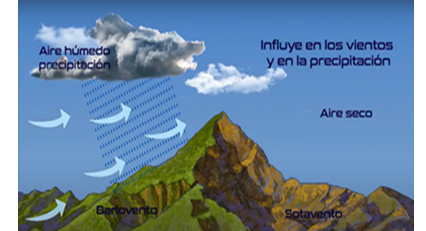 Aire húmedo
precipitación
Influye en los vientos
y en la precipitación
Aire seco
Barlovento
Sotavento